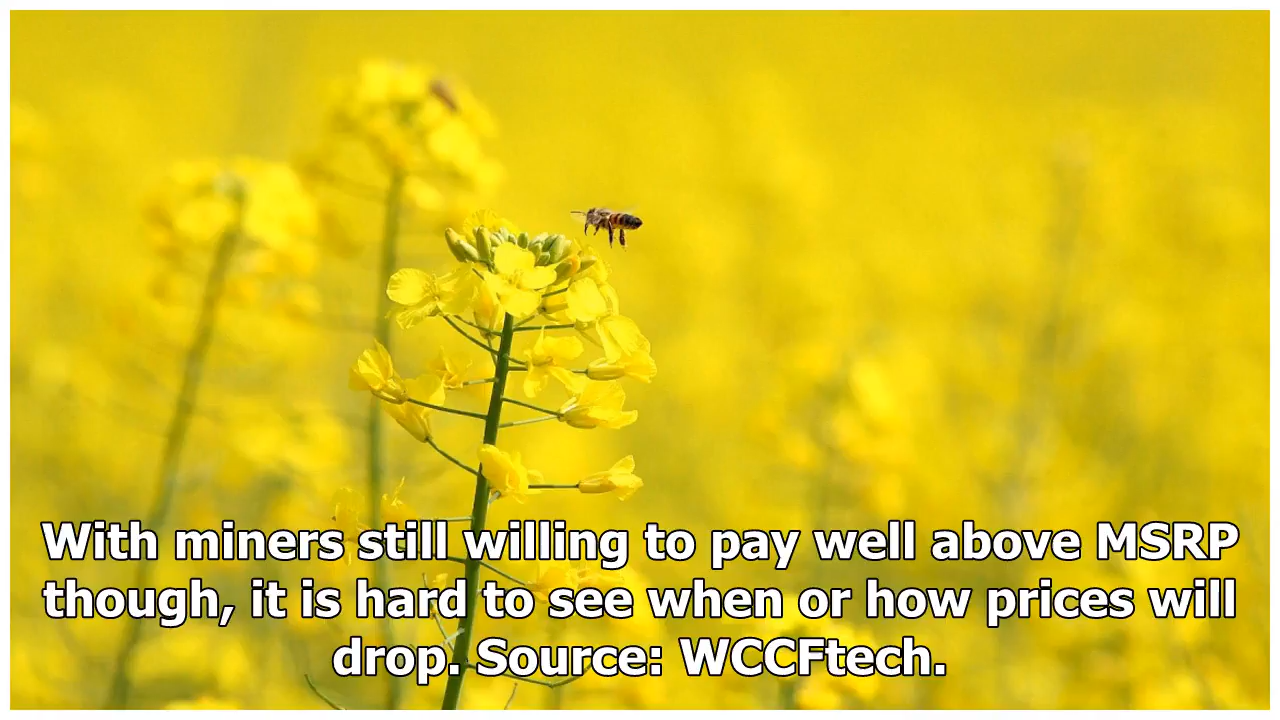 With miners still willing to pay well above MSRP
though, it is hard to see when or how prices will
drop. Source: WCCFtech.